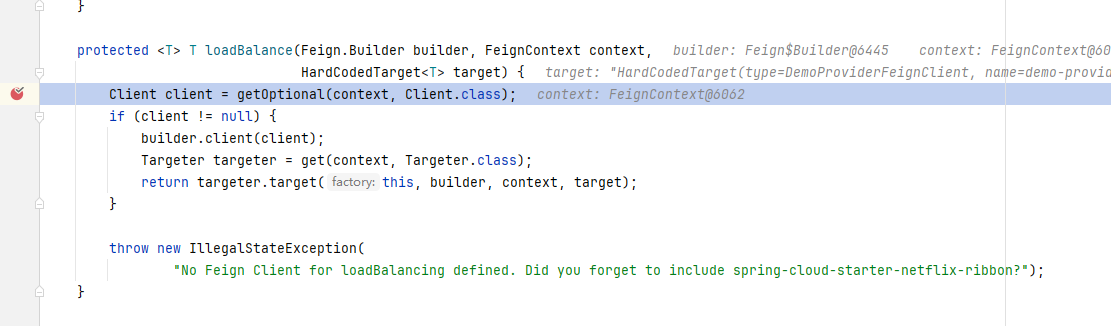 }
protected <T> T loadBalance(Feign.Builder builder, FeignContext context, builder: Feign$Builder@6445 context: FeignContext@60
HardCodedTarget<T> target) { target: "HardCodedTarget(type=DemoProviderFeignClient, name=demo-provid
Client client = getOptional(context, Client.class); context: FeignContext@6062
if (client != null) {
builder.client(client);
Targeter targeter = get(context, Targeter.class);
return targeter.target( factory: this, builder, context, target);
}
throw new IllegalStateException(
"No Feign Client for loadBalancing defined. Did you forget to include spring-cloud-starter-netflix-ribbon?");
}